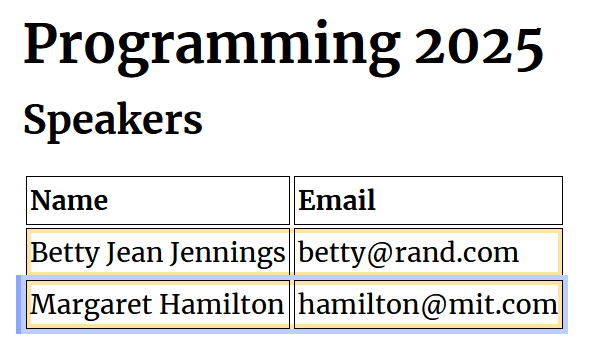 Programming 2025
Speakers
Name Email
Betty Jean Jennings betty@rand.com
Margaret Hamilton hamilton@mit.com